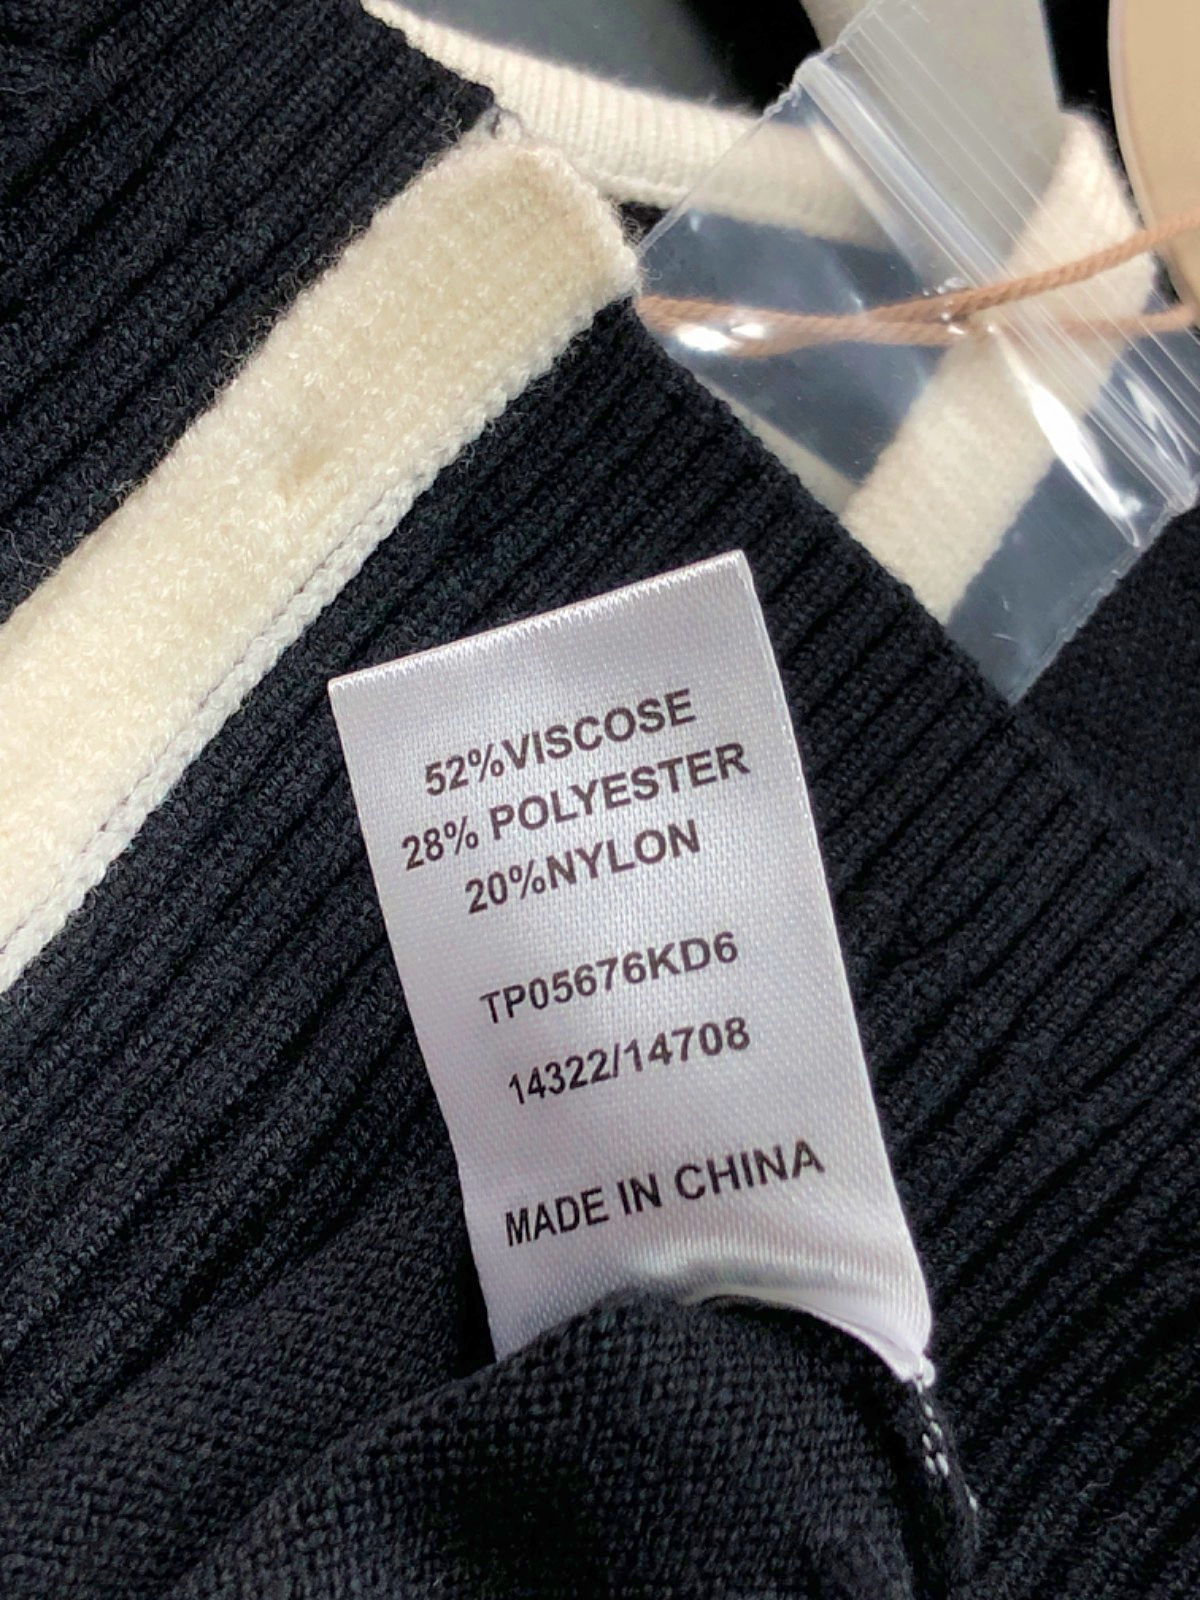 52%VISCOSE
28% POLYESTER
20%NYLON
TP05676KD6
14322/14708
MADE IN CHINA